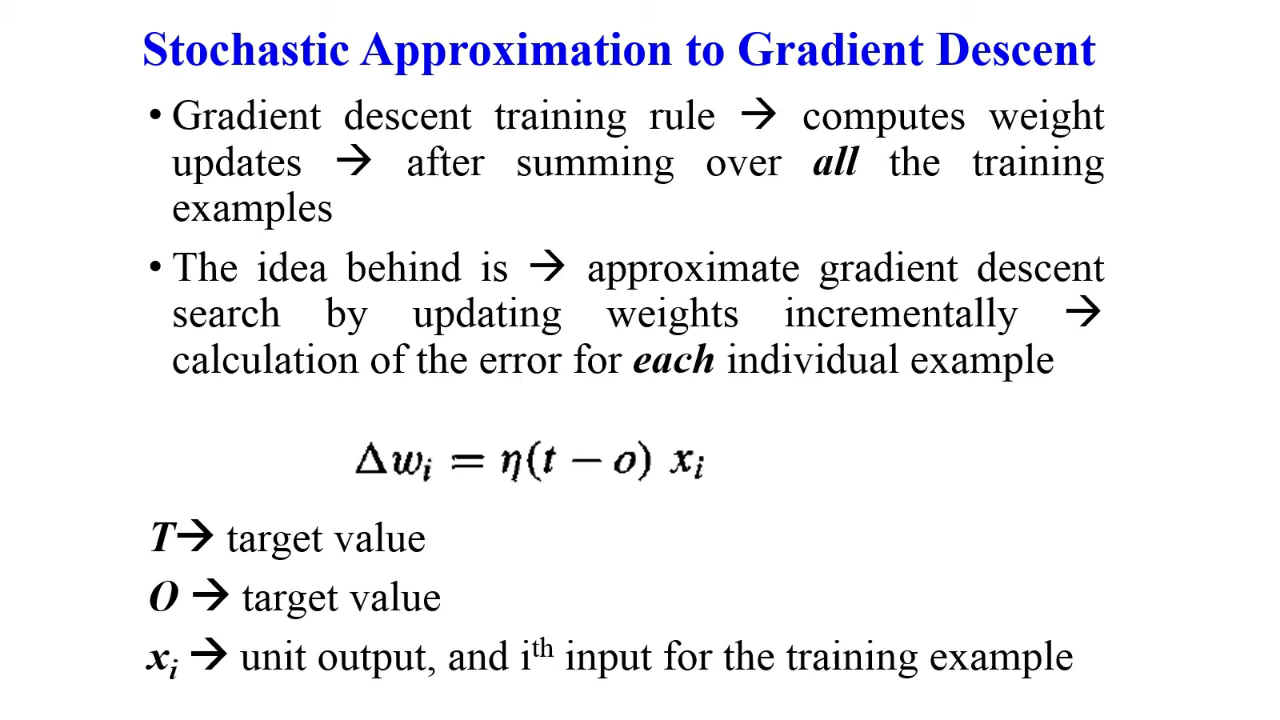 Stochastic Approximation to Gradient Descent
• Gradient descent training rule → computes weight
updates → after summing over all the training
examples
• The idea behind is → approximate gradient descent
search by updating weights incrementally →
calculation of the error for each individual example
Δwᵢ = η(t − o) xᵢ
T→ target value
O → target value
xᵢ → unit output, and iᵗʰ input for the training example